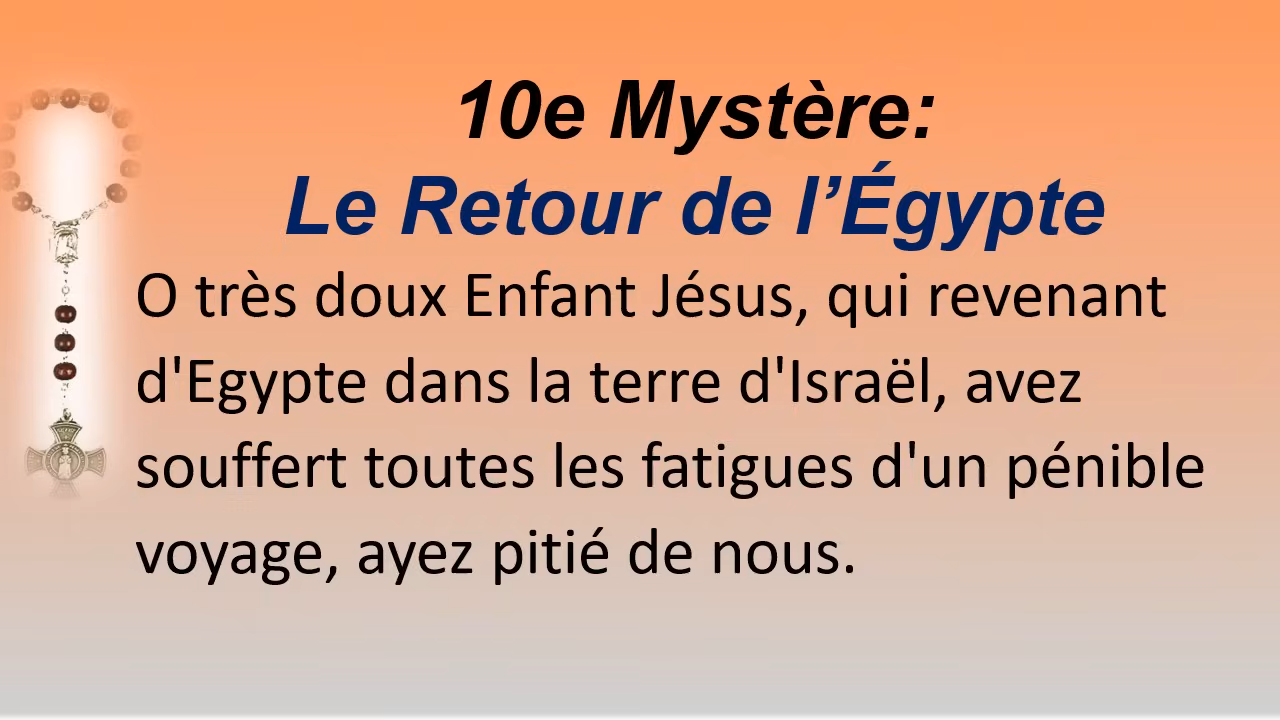 10e Mystère:
Le Retour de l’Égypte
O très doux Enfant Jésus, qui revenant
d'Egypte dans la terre d'Israël, avez
souffert toutes les fatigues d'un pénible
voyage, ayez pitié de nous.